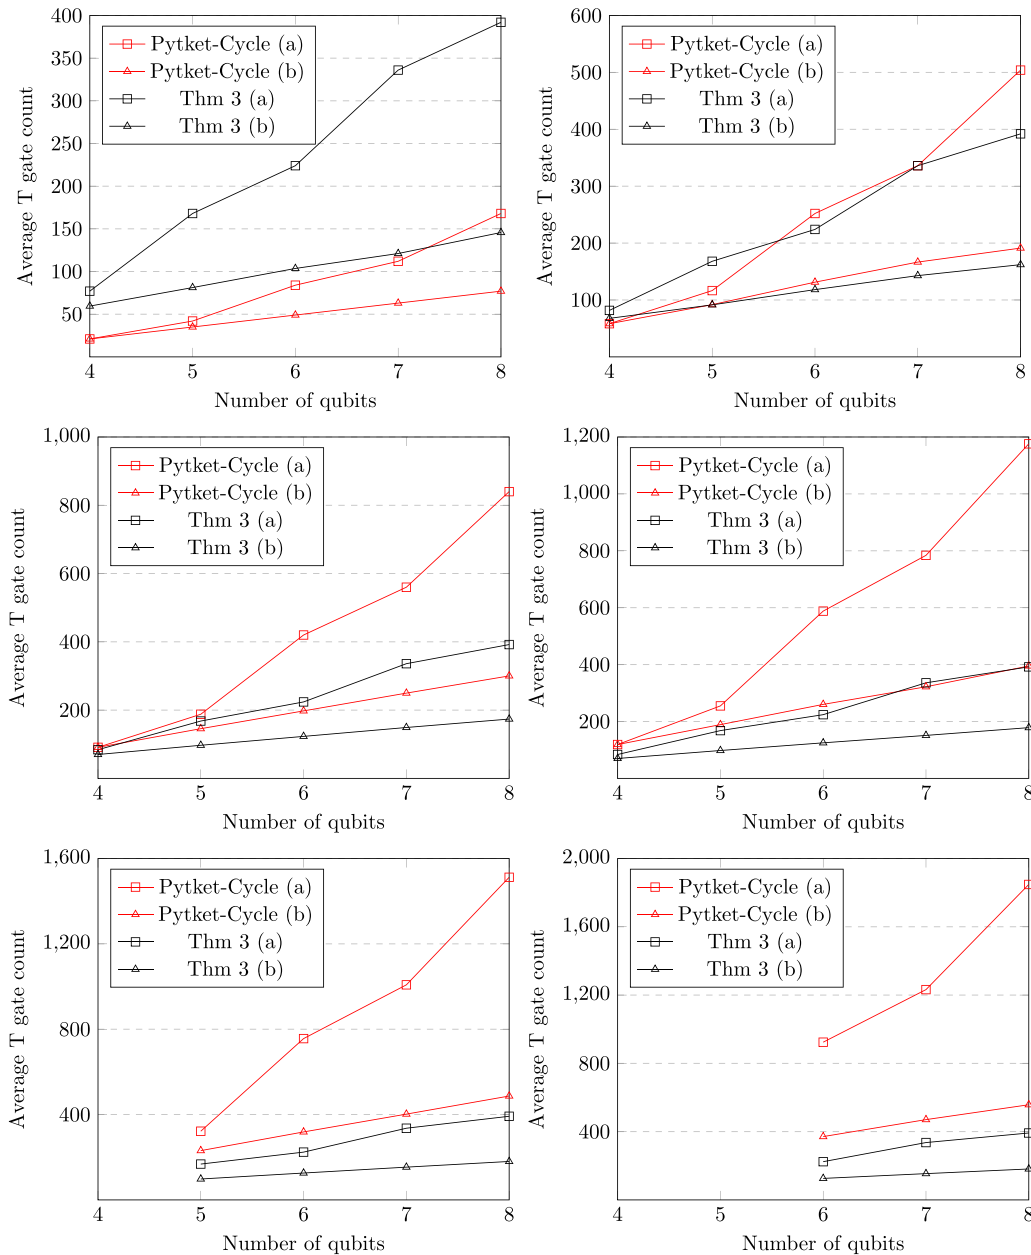 400
350
300
250
200
150
100
50
4
5
6
7
8
Average T gate count
Number of qubits
Pytket-Cycle (a)
Pytket-Cycle (b)
Thm 3 (a)
Thm 3 (b)
600
500
400
300
200
100
4
5
6
7
8
Average T gate count
Number of qubits
Pytket-Cycle (a)
Pytket-Cycle (b)
Thm 3 (a)
Thm 3 (b)
1,000
800
600
400
200
4
5
6
7
8
Average T gate count
Number of qubits
Pytket-Cycle (a)
Pytket-Cycle (b)
Thm 3 (a)
Thm 3 (b)
1,200
1,000
800
600
400
200
4
5
6
7
8
Average T gate count
Number of qubits
Pytket-Cycle (a)
Pytket-Cycle (b)
Thm 3 (a)
Thm 3 (b)
1,600
1,200
800
400
4
5
6
7
8
Average T gate count
Number of qubits
Pytket-Cycle (a)
Pytket-Cycle (b)
Thm 3 (a)
Thm 3 (b)
2,000
1,600
1,200
800
400
4
5
6
7
8
Average T gate count
Number of qubits
Pytket-Cycle (a)
Pytket-Cycle (b)
Thm 3 (a)
Thm 3 (b)